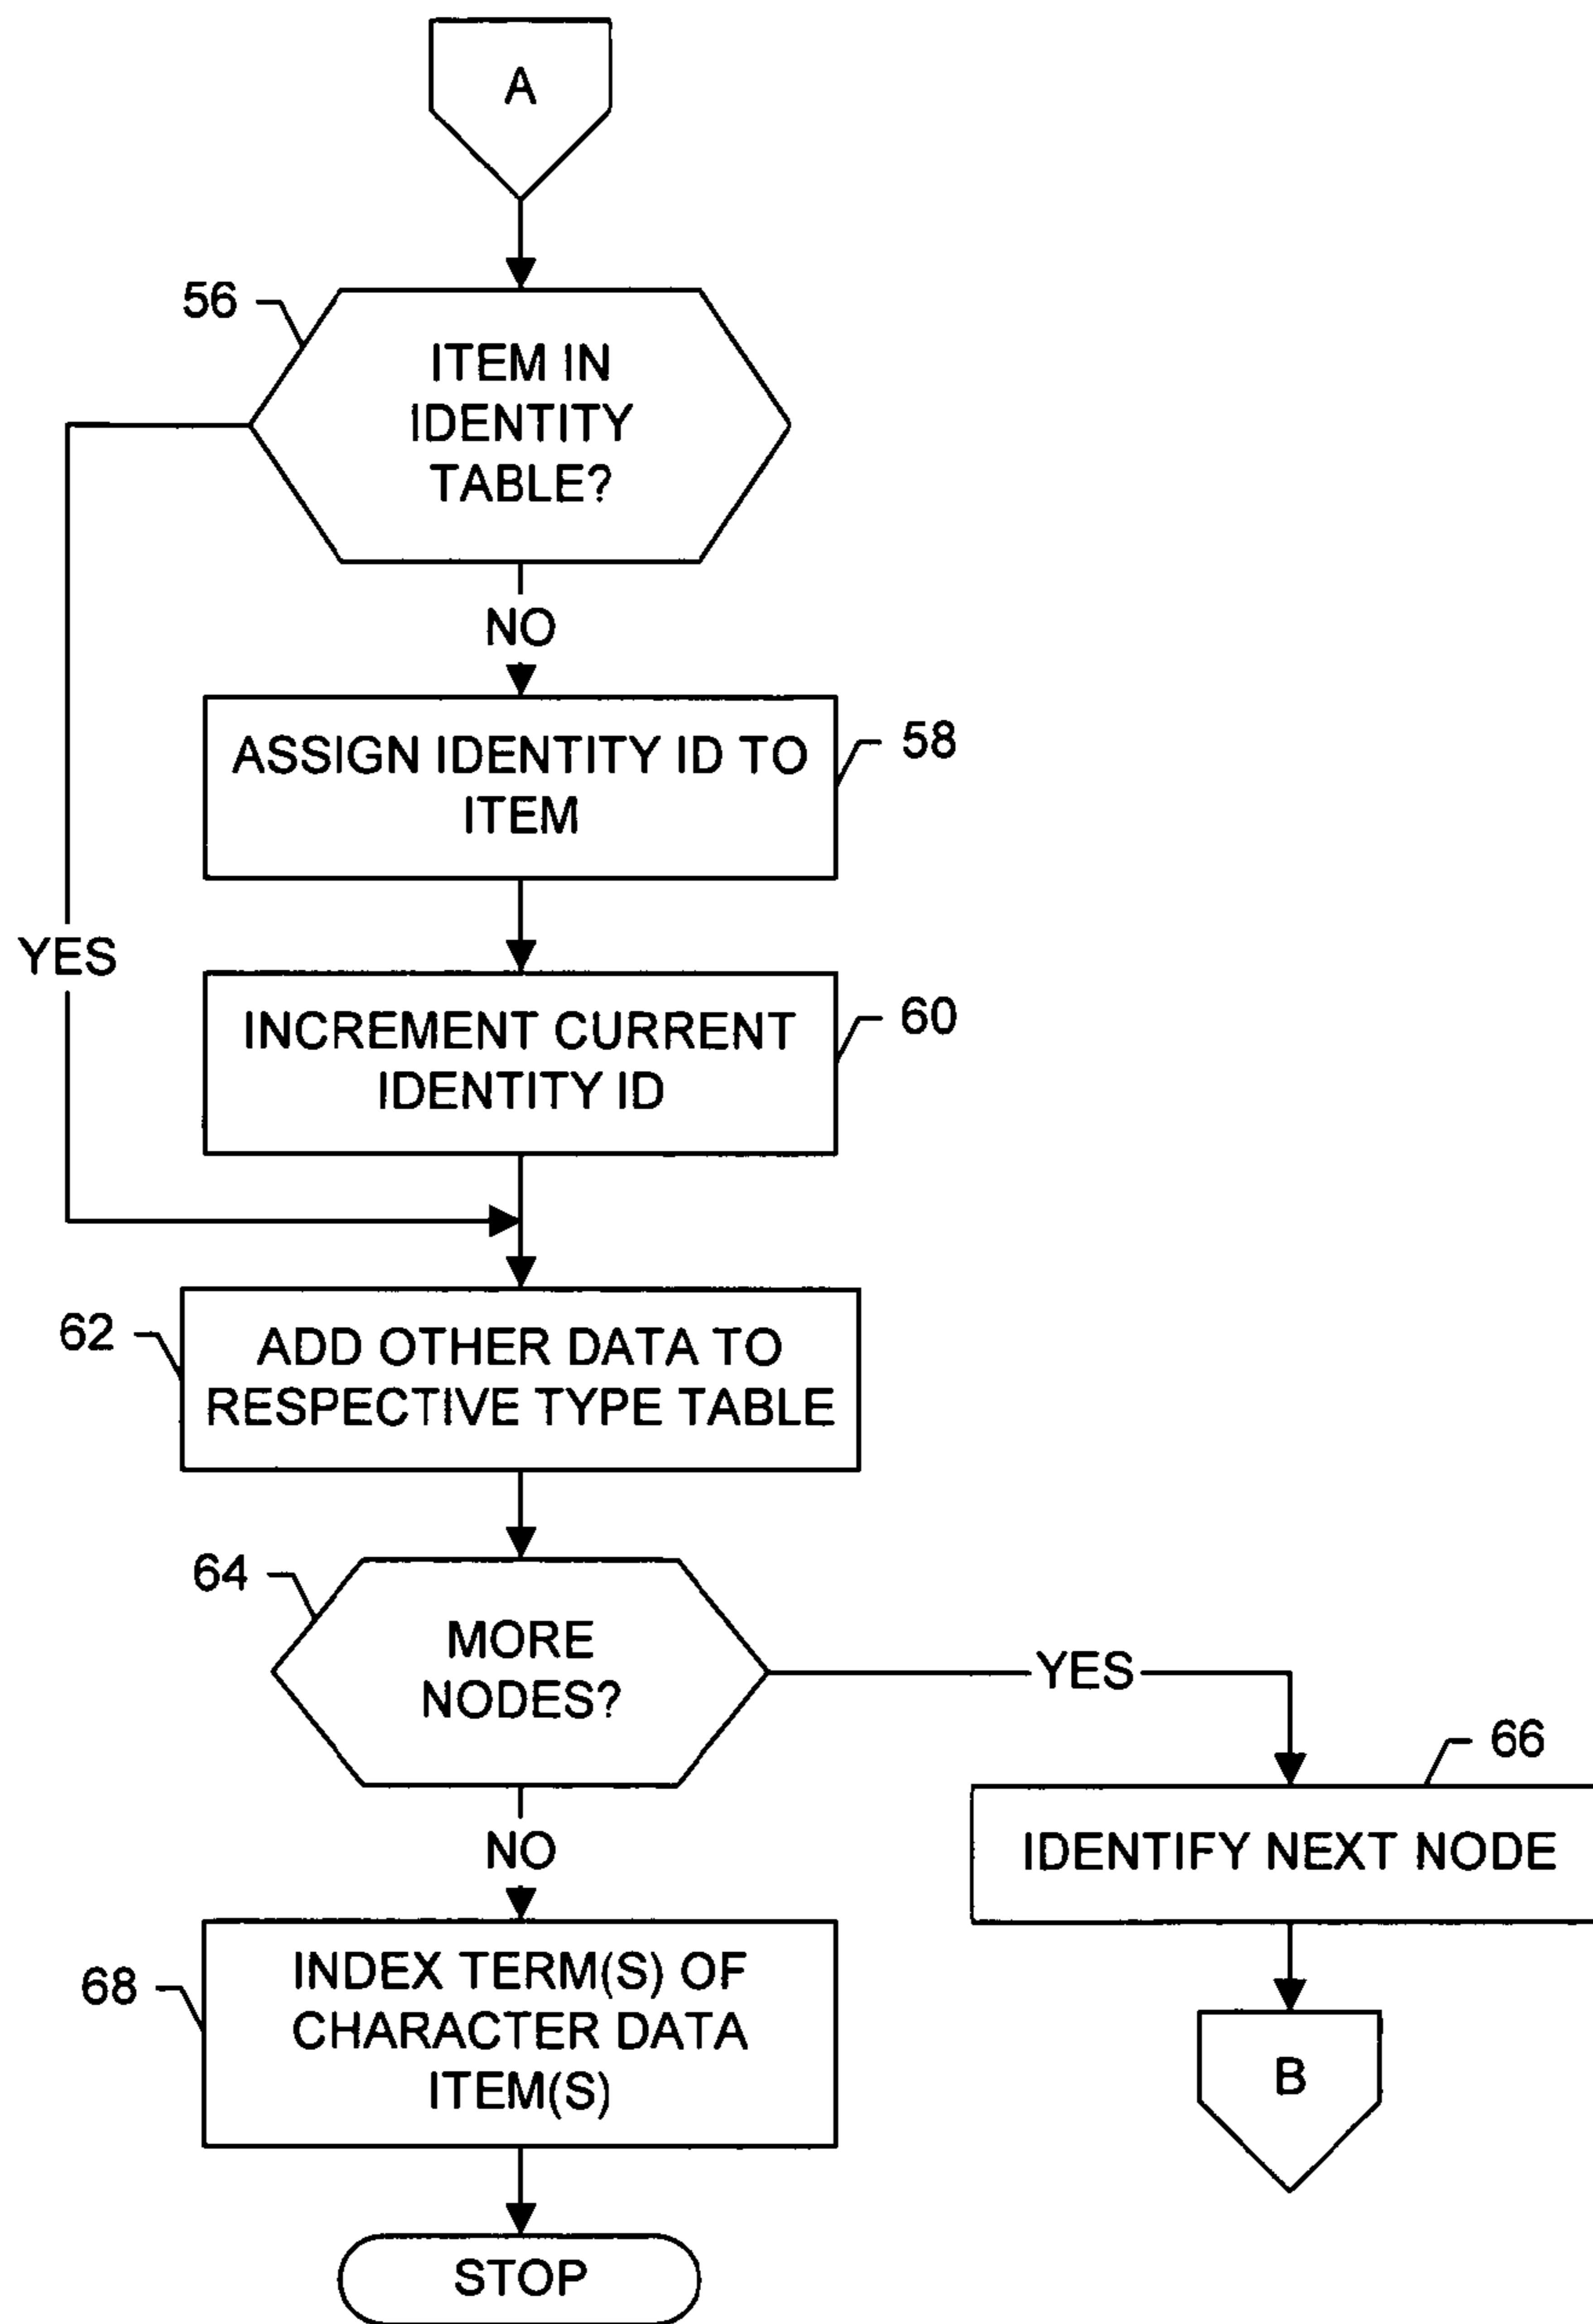 A
56
ITEM IN
IDENTITY
TABLE?
NO
ASSIGN IDENTITY ID TO
ITEM
58
YES
INCREMENT CURRENT
IDENTITY ID
60
62
ADD OTHER DATA TO
RESPECTIVE TYPE TABLE
64
MORE
NODES?
YES
66
NO
IDENTIFY NEXT NODE
68
INDEX TERM(S) OF
CHARACTER DATA
ITEM(S)
B
STOP